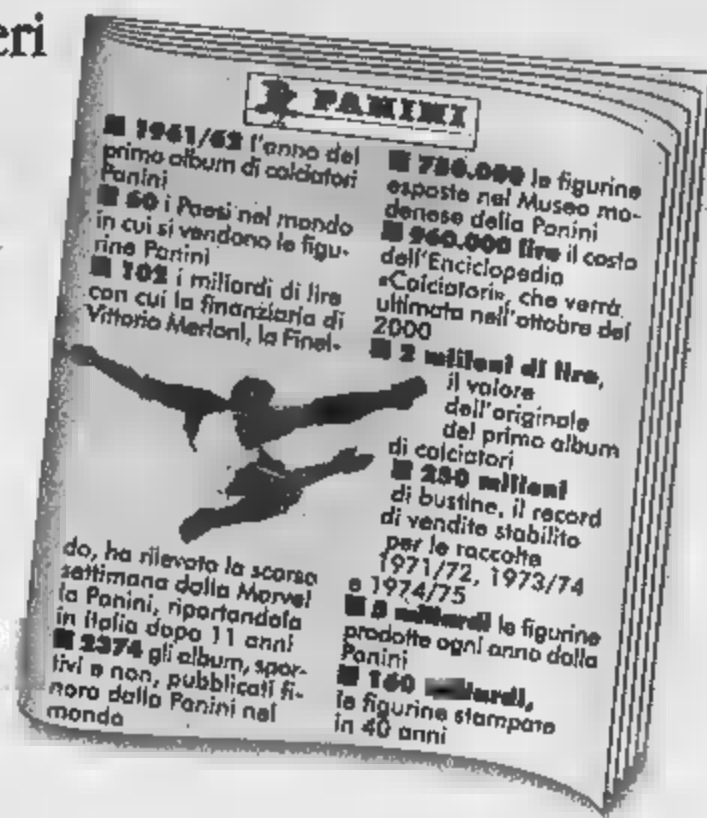 eri
PANINI
■ 1961/62 l'anno del
primo album di calciatori
Panini
■ 60 i Paesi nel mondo
in cui si vendono le figu-
rine Panini
■ 102 i miliardi di lire
con cui la finanziaria di
Vittorio Merloni, la Finel-
do, ha rilevato la scorsa
settimana dalla Marvel
la Panini, riportandola
in Italia dopo 11 anni
■ 2374 gli album, spor-
tivi e non, pubblicati fi-
nora dalla Panini nel
mondo
■ le figurine
esposte nel Museo mo-
denese della Panini
■ 960.000 lire il costo
dell'Enciclopedia
«Calciatori», che verrà
ultimata nell'ottobre del
2000
■ 2 milioni di lire,
il valore
dell'originale
del primo album
di calciatori
■ 230 milioni
di bustine, il record
di vendite stabilito
per le raccolte
1971/72, 1973/74
e 1974/75
■ miliardi le figurine
prodotte ogni anno dalla
Panini
■ 160
le figurine stampate
in 40 anni